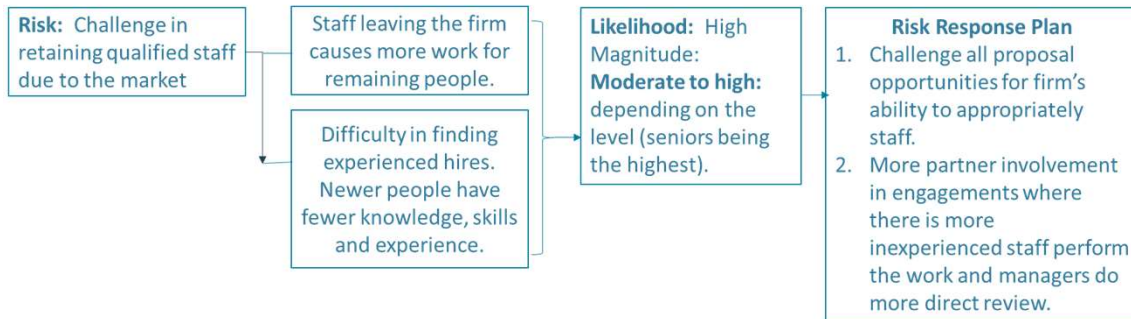 Risk: Challenge in
retaining qualified staff
due to the market
Staff leaving the firm
causes more work for
remaining people.
Difficulty in finding
experienced hires.
Newer people have
fewer knowledge, skills
and experience.
Likelihood: High
Magnitude:
Moderate to high:
depending on the
level (seniors being
the highest).
Risk Response Plan
1. Challenge all proposal
opportunities for firm's
ability to appropriately
staff.
2. More partner involvement
in engagements where
there is more
inexperienced staff perform
the work and managers do
more direct review.